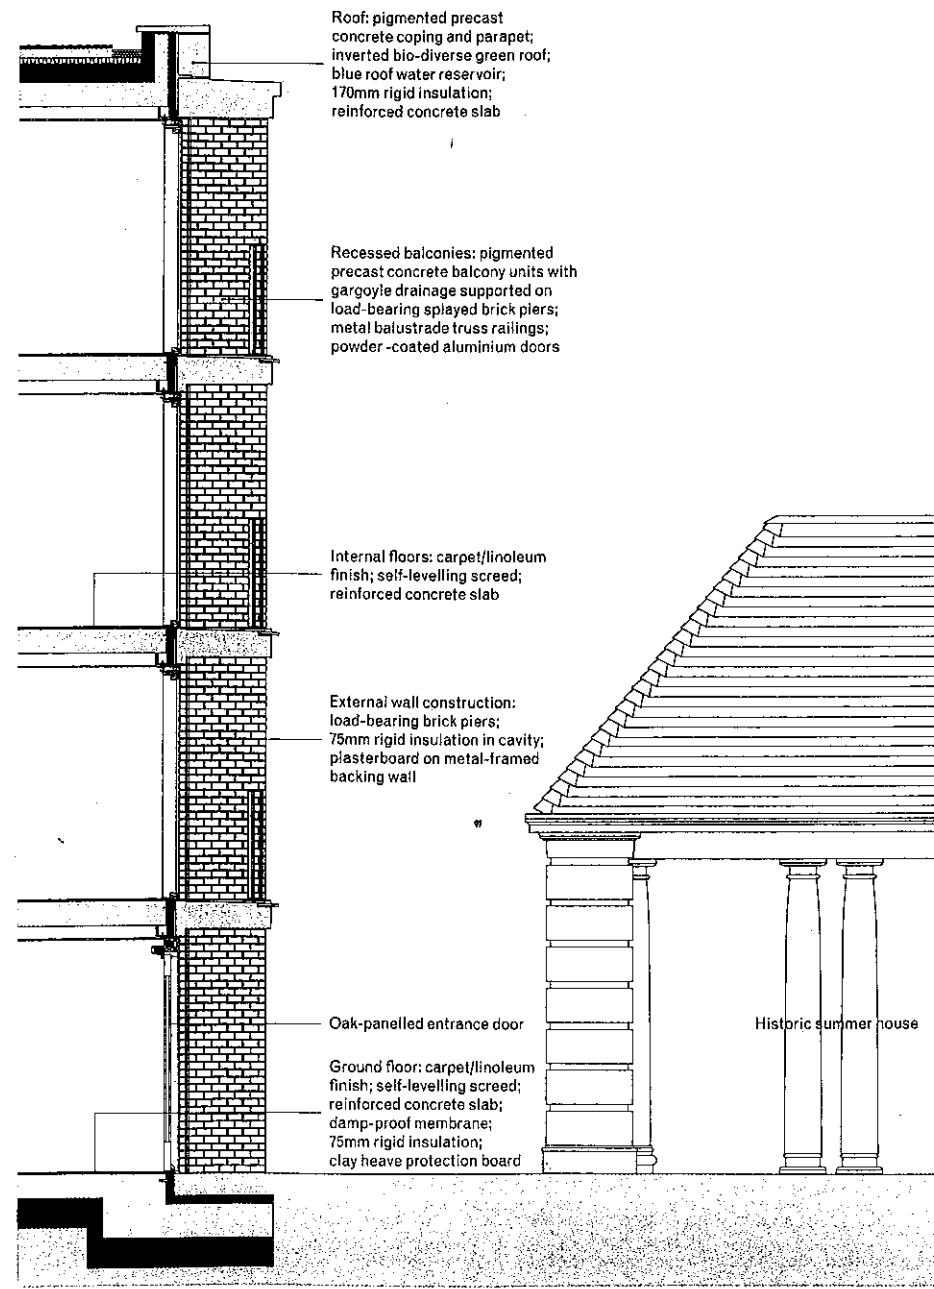 Roof: pigmented precast
concrete coping and parapet;
inverted bio-diverse green roof;
blue roof water reservoir;
170mm rigid insulation;
reinforced concrete slab
Recessed balconies: pigmented
precast concrete balcony units with
gargoyle drainage supported on
load-bearing splayed brick piers;
metal balustrade truss railings;
powder-coated aluminium doors
Internal floors: carpet/linoleum
finish; self-levelling screed;
reinforced concrete slab
External wall construction:
load-bearing brick piers;
75mm rigid insulation in cavity;
plasterboard on metal-framed
backing wall
Oak-panelled entrance door
Historic summer house
Ground floor: carpet/linoleum
finish; self-levelling screed;
reinforced concrete slab;
damp-proof membrane;
75mm rigid insulation;
clay heave protection board